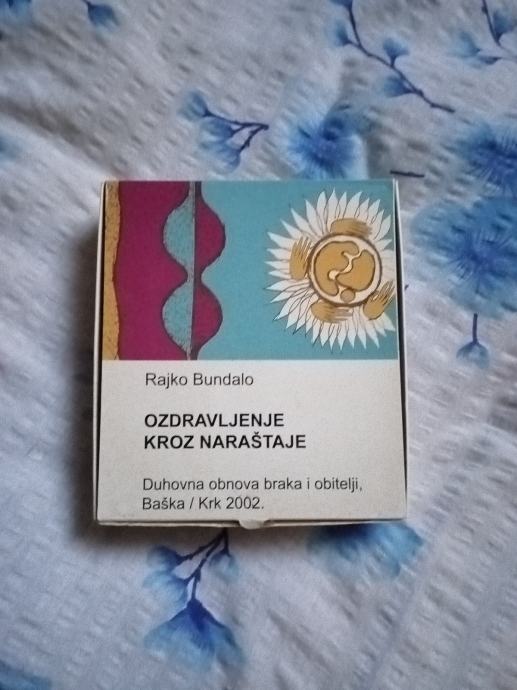 Rajko Bundalo
OZDRAVLJENJE
KROZ NARAŠTAJE
Duhovna obnova braka i obitelji,
Baška / Krk 2002.